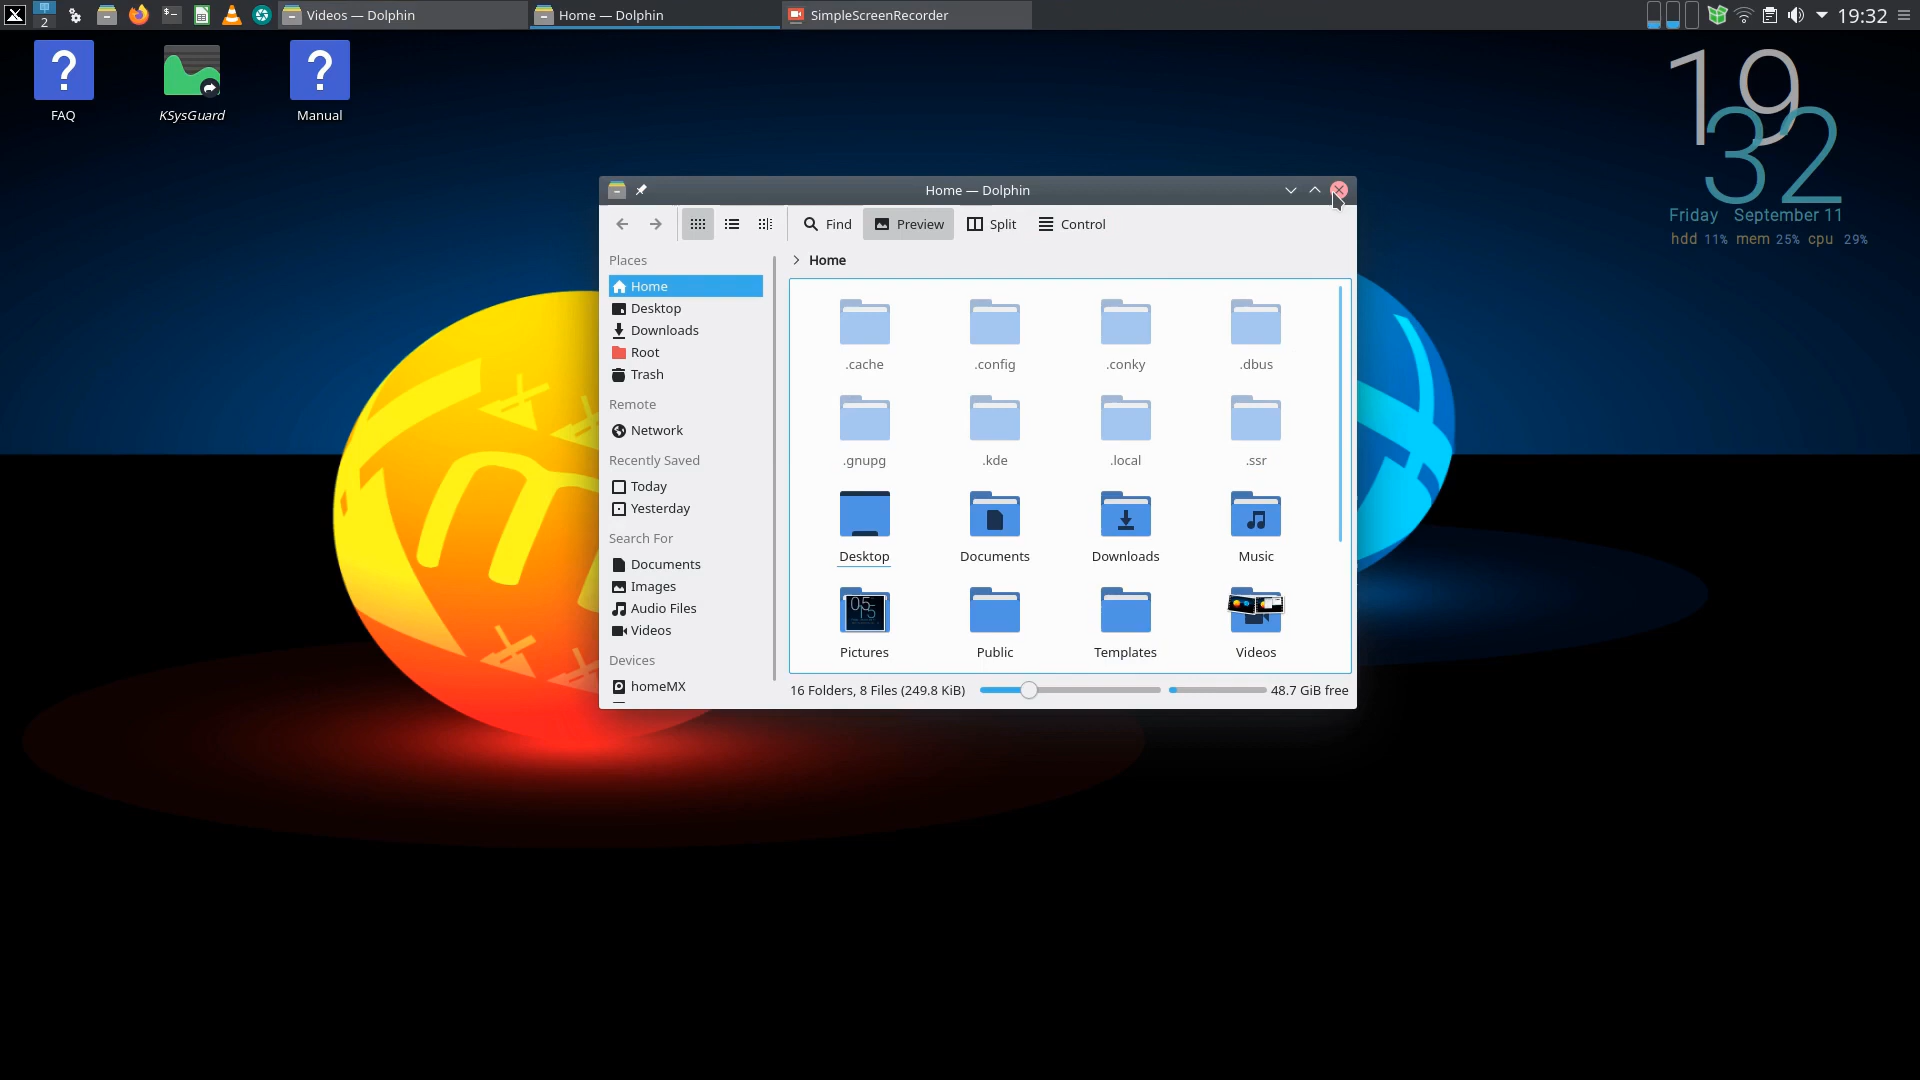 2
Videos — Dolphin
Home — Dolphin
SimpleScreenRecorder
19:32
FAQ
KSysGuard
Manual
19
32
Friday September 11
hdd 11% mem 25% cpu 29%
Home — Dolphin
Find
Preview
Split
Control
Places
Home
Desktop
Downloads
Root
Trash
Remote
Network
Recently Saved
Today
Yesterday
Search For
Documents
Images
Audio Files
Videos
Devices
homeMX
Home
.cache
.config
.conky
.dbus
.gnupg
.kde
.local
.ssr
Desktop
Documents
Downloads
Music
05
15
Pictures
Public
Templates
Videos
16 Folders, 8 Files (249.8 KiB)
48.7 GiB free